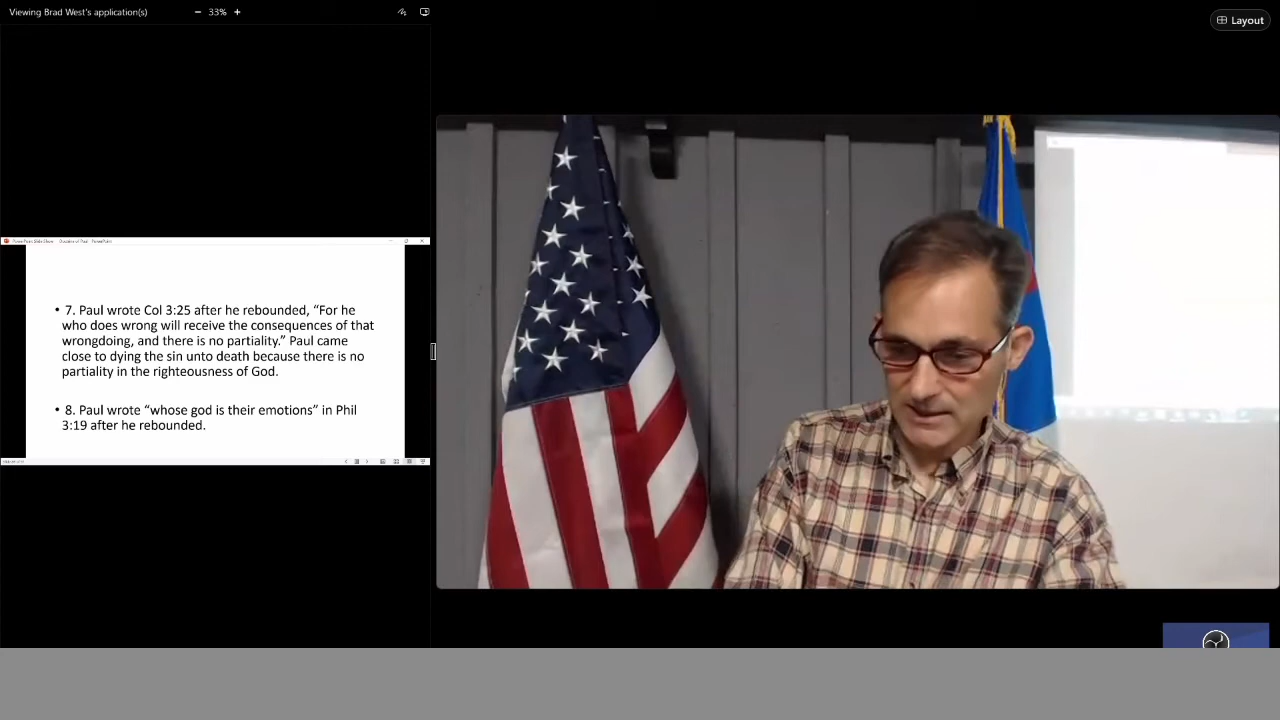 Viewing Brad West's application(s)
33%
Layout
• 7. Paul wrote Col 3:25 after he rebounded, “For he
who does wrong will receive the consequences of that
wrongdoing, and there is no partiality.” Paul came
close to dying the sin unto death because there is no
partiality in the righteousness of God.
• 8. Paul wrote “whose god is their emotions” in Phil
3:19 after he rebounded.